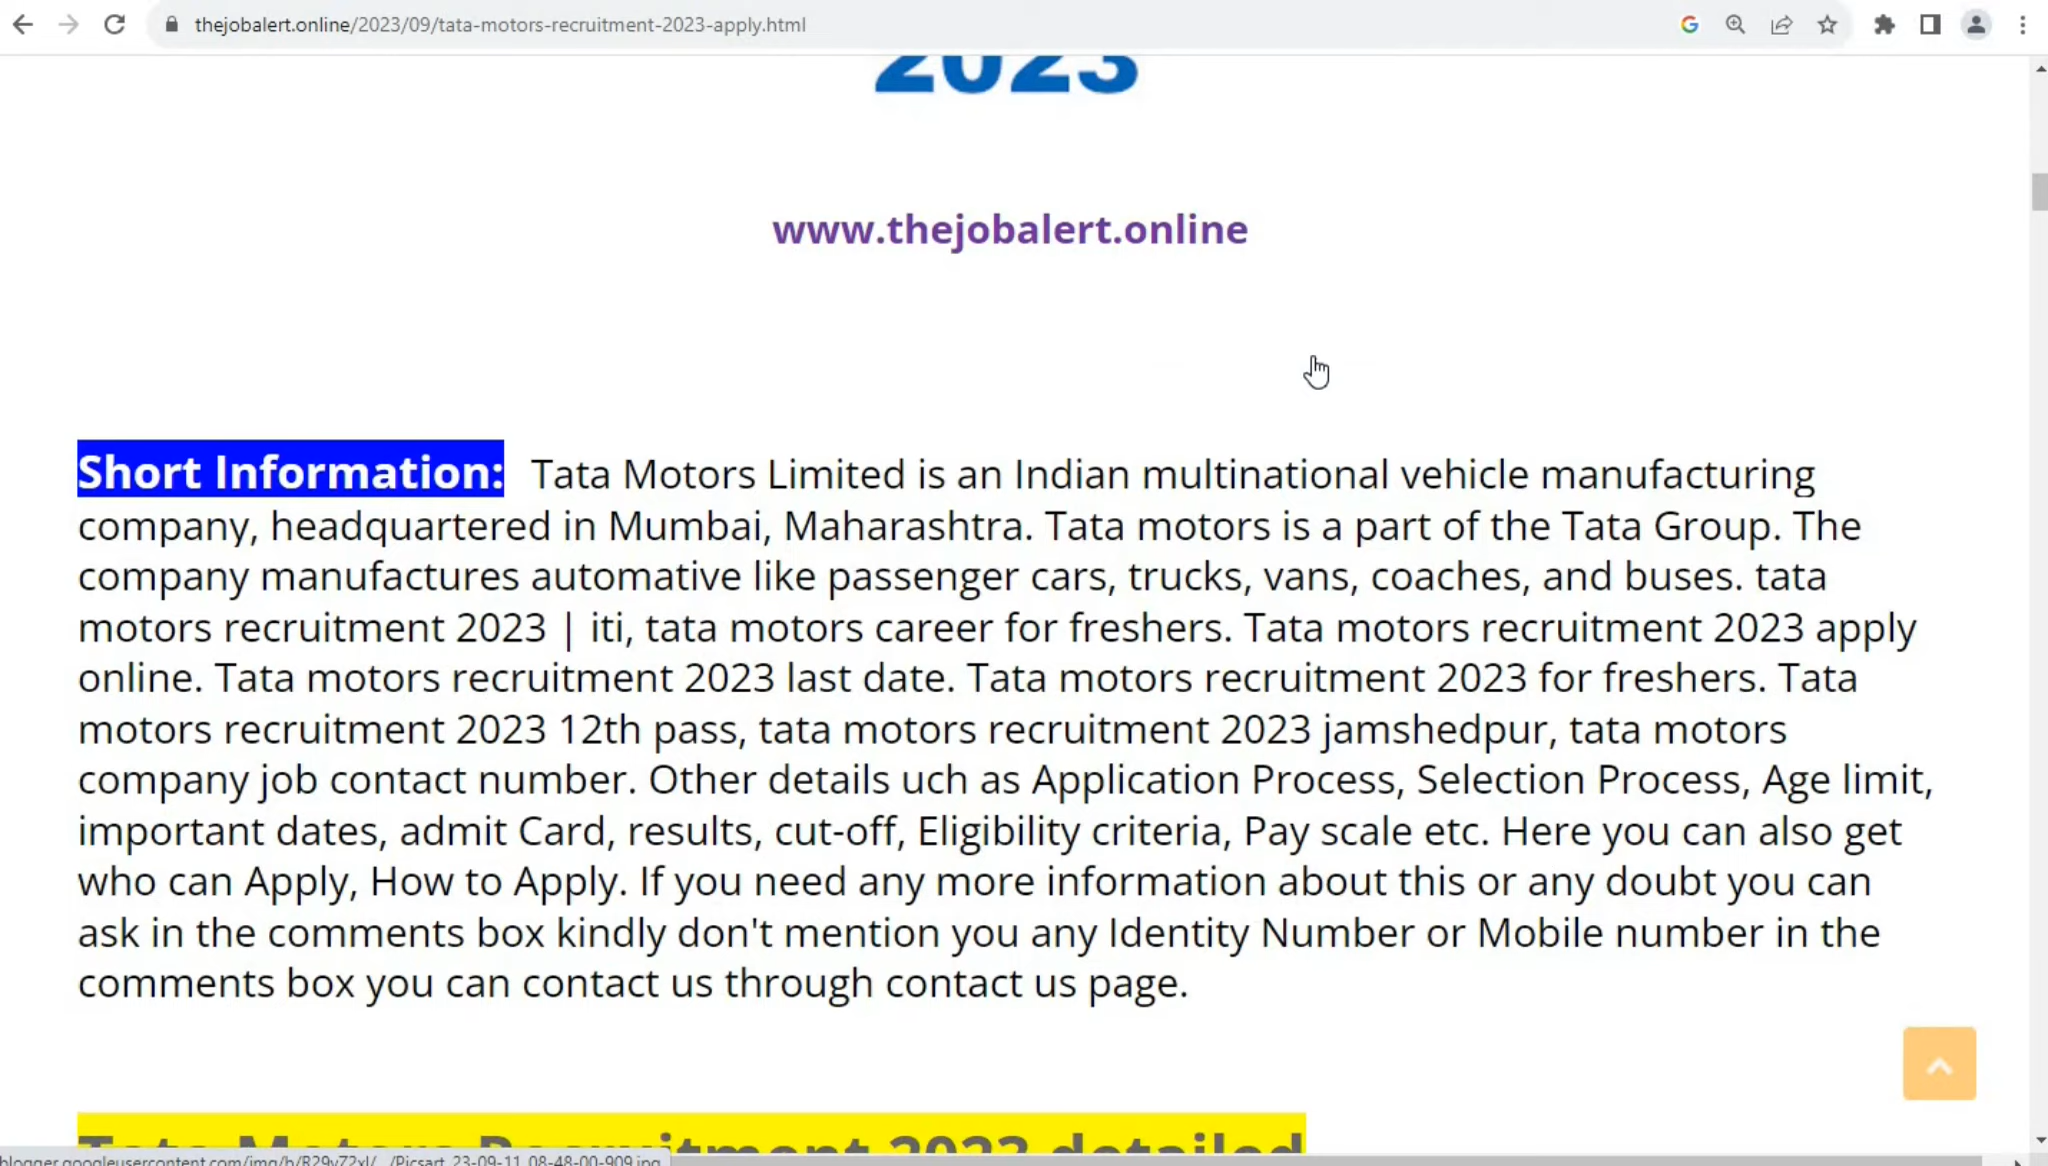 thejobalert.online/2023/09/tata-motors-recruitment-2023-apply.html
2023
www.thejobalert.online
Short Information: Tata Motors Limited is an Indian multinational vehicle manufacturing
company, headquartered in Mumbai, Maharashtra. Tata motors is a part of the Tata Group. The
company manufactures automative like passenger cars, trucks, vans, coaches, and buses. tata
motors recruitment 2023 | iti, tata motors career for freshers. Tata motors recruitment 2023 apply
online. Tata motors recruitment 2023 last date. Tata motors recruitment 2023 for freshers. Tata
motors recruitment 2023 12th pass, tata motors recruitment 2023 jamshedpur, tata motors
company job contact number. Other details uch as Application Process, Selection Process, Age limit,
important dates, admit Card, results, cut-off, Eligibility criteria, Pay scale etc. Here you can also get
who can Apply, How to Apply. If you need any more information about this or any doubt you can
ask in the comments box kindly don't mention you any Identity Number or Mobile number in the
comments box you can contact us through contact us page.
Tata Motors Recruitment 2023 detailed